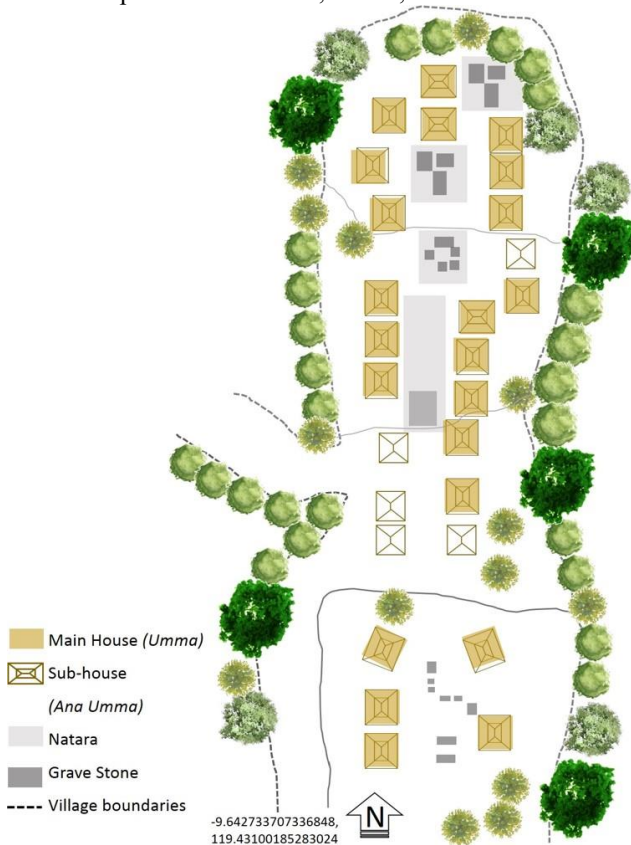 Main House (Umma)
Sub-house
(Ana Umma)
Natara
Grave Stone
Village boundaries
-9.642733707336848,
119.43100185283024
N